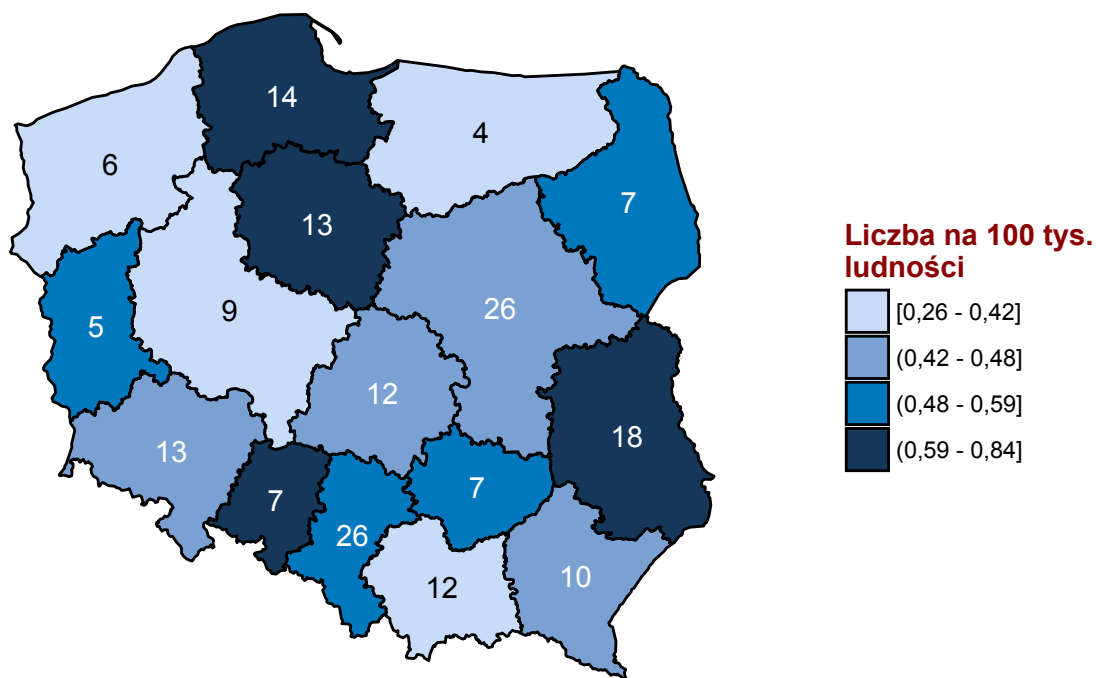 14
4
6
7
13
26
9
5
12
18
13
7
7
26
10
12
Liczba na 100 tys.
ludności
[0,26 - 0,42]
(0,42 - 0,48]
(0,48 - 0,59]
(0,59 - 0,84]